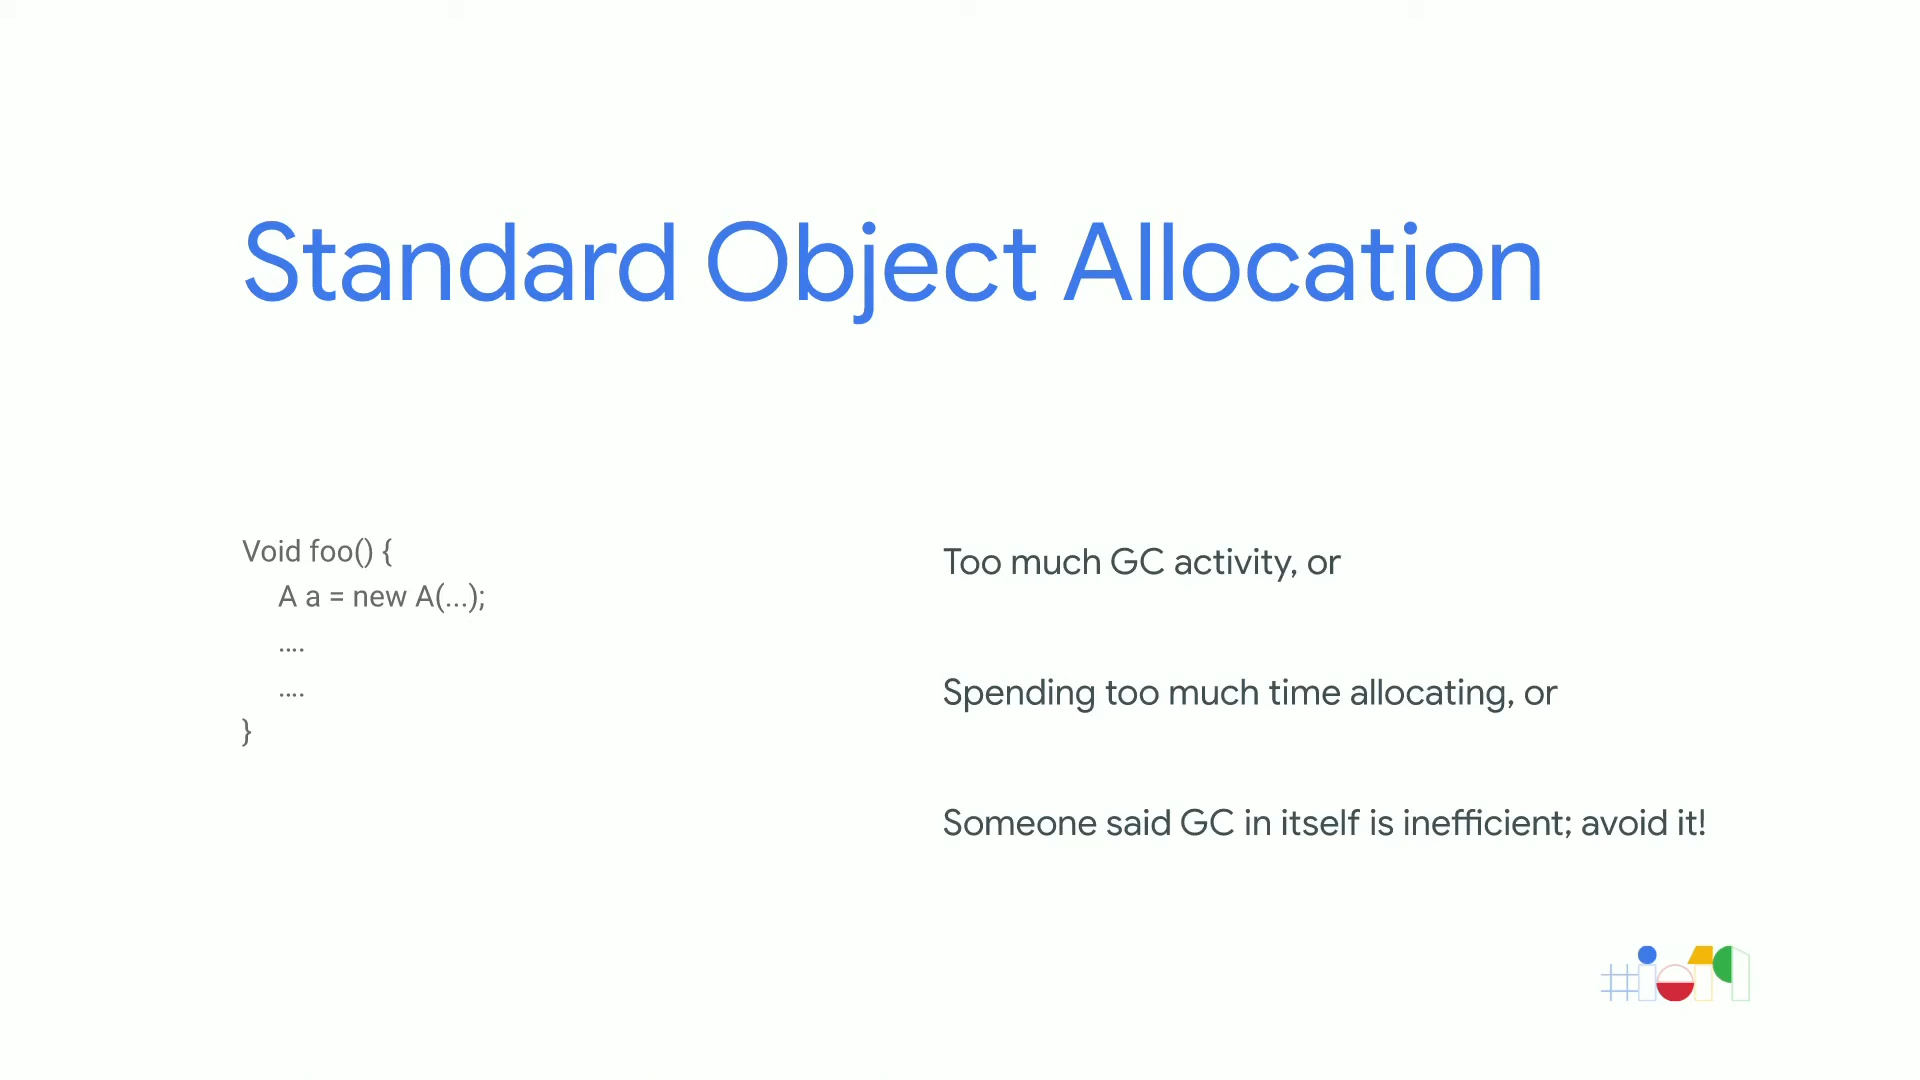 Standard Object Allocation
Void foo() {
A a = new A(...);
....
....
}
Too much GC activity, or
Spending too much time allocating, or
Someone said GC in itself is inefficient; avoid it!
#io19